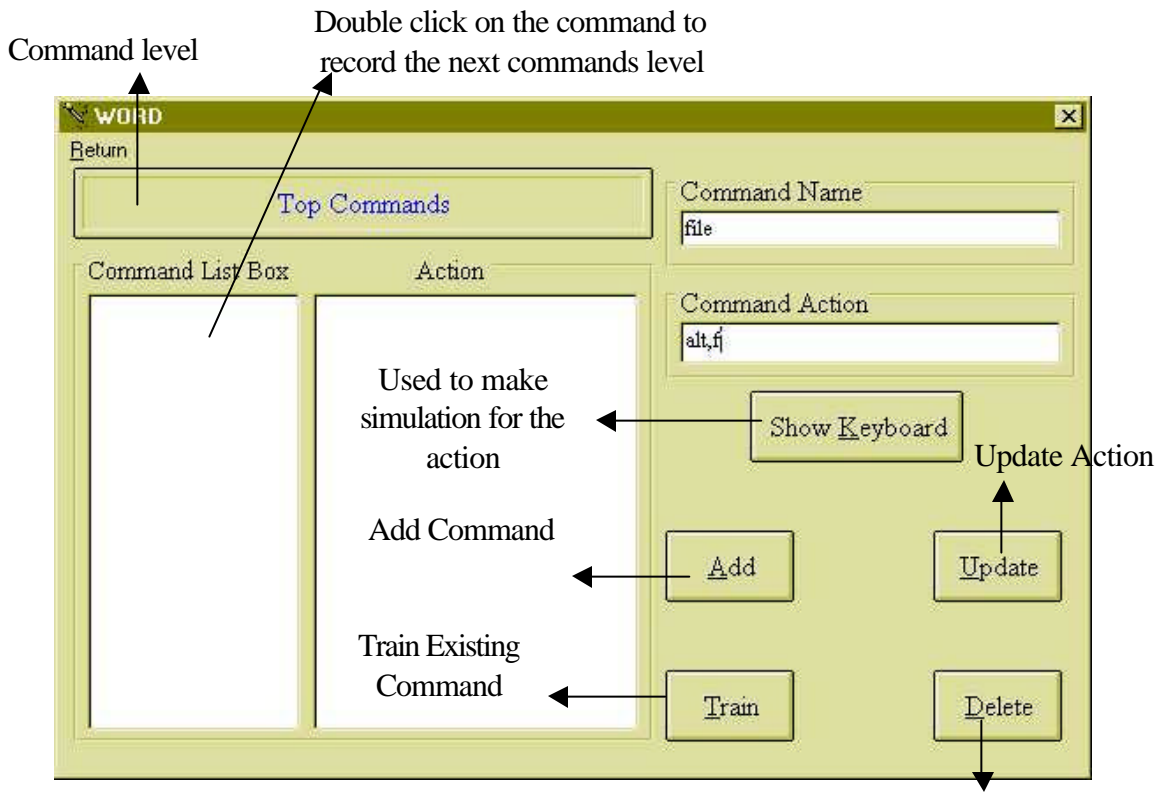 Double click on the command to
record the next commands level
Command level
WORD
Return
Top Commands
Command Name
file
Command List Box
Action
Command Action
alt,f
Used to make
simulation for the
action
Show Keyboard
Update Action
Add Command
Add
Update
Train Existing
Command
Train
Delete